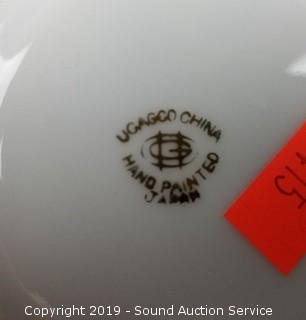 UCAGCO CHINA
HAND PAINTED
JAPAN
Copyright 2019 - Sound Auction Service